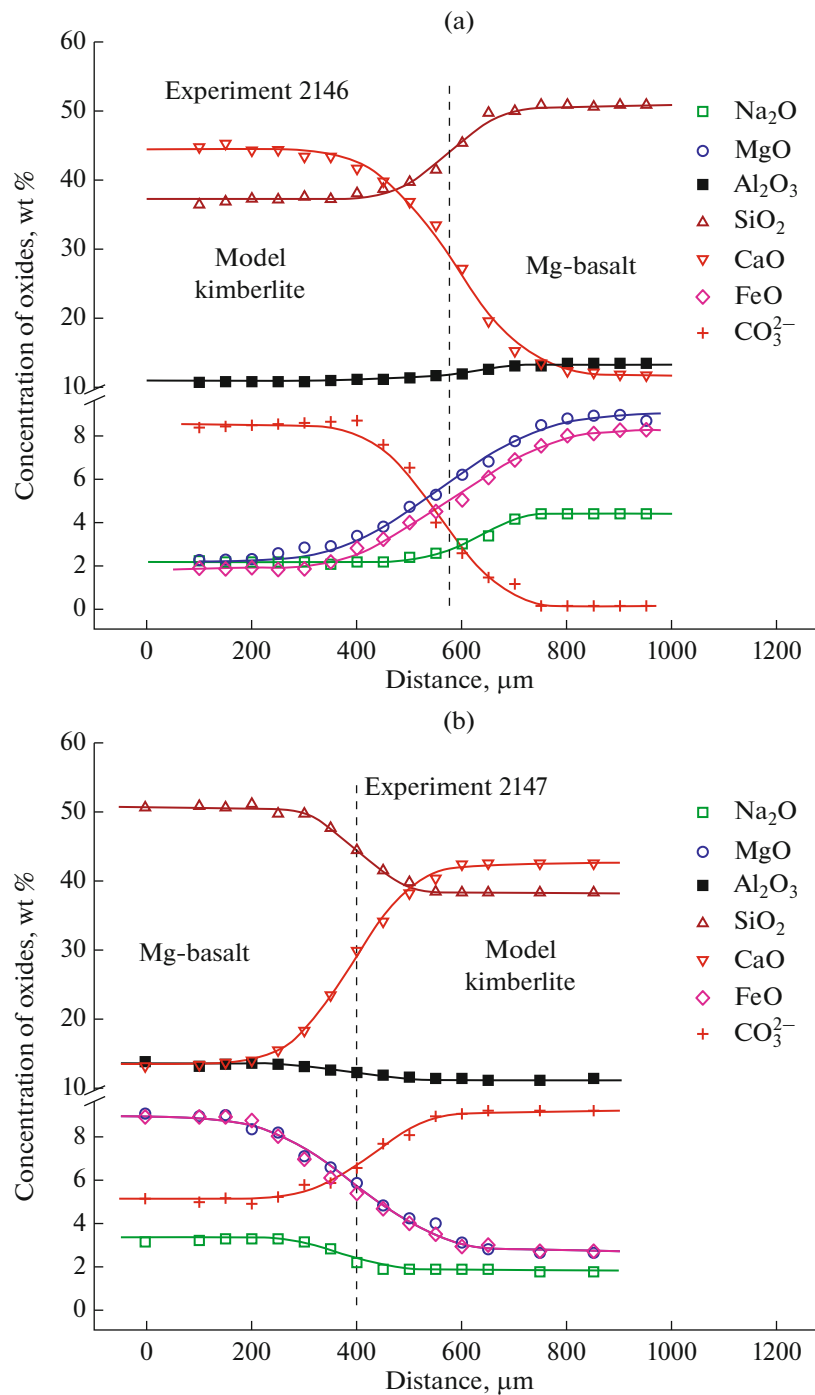 (a)
60
50
40
30
20
10
8
6
4
2
0
Concentration of oxides, wt %
Experiment 2146
Model
kimberlite
Mg-basalt
Na₂O
MgO
Al₂O₃
SiO₂
CaO
FeO
CO₃²⁻
0 200 400 600 800 1000 1200
Distance, μm
(b)
60
50
40
30
20
10
8
6
4
2
0
Concentration of oxides, wt %
Experiment 2147
Mg-basalt
Model
kimberlite
Na₂O
MgO
Al₂O₃
SiO₂
CaO
FeO
CO₃²⁻
0 200 400 600 800 1000 1200
Distance, μm